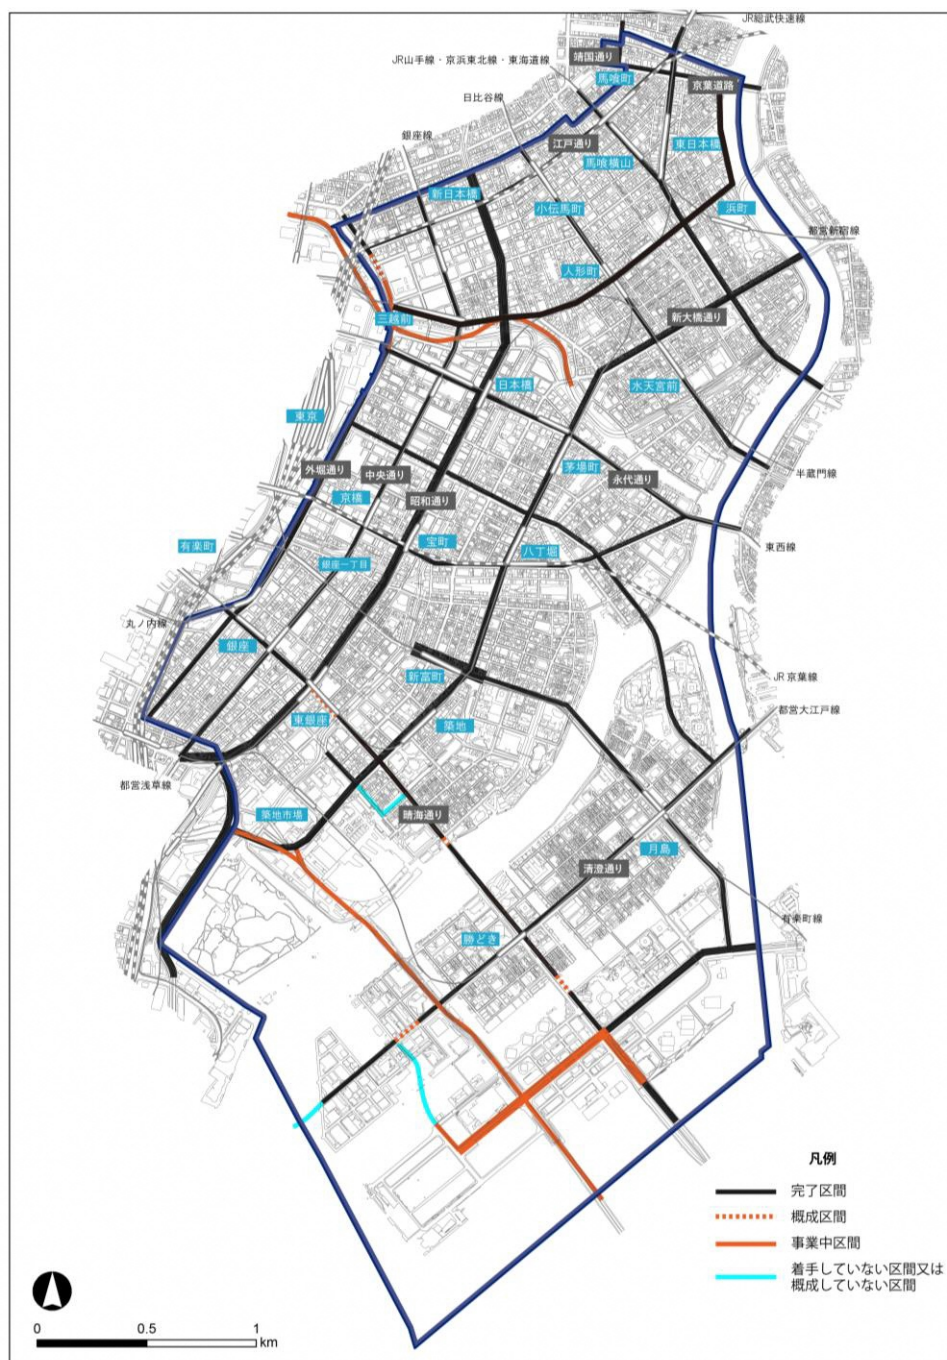 JR総武快速線
靖国通り
JR山手線・京浜東北線・東海道線
馬喰町
京葉道路
日比谷線
銀座線
江戸通り
東日本橋
馬喰横山
新日本橋
小伝馬町
浜町
都営新宿線
人形町
三越前
新大橋通り
日本橋
水天宮前
東京
外堀通り
中央通り
茅場町
半蔵門線
永代通り
京橋
昭和通り
有楽町
宝町
八丁堀
東西線
銀座一丁目
丸ノ内線
銀座
新富町
JR京葉線
東銀座
築地
都営大江戸線
都営浅草線
築地市場
晴海通り
月島
清澄通り
有楽町線
勝どき
凡例
完了区間
概成区間
事業中区間
着手していない区間又は
概成していない区間
0 0.5 1
km